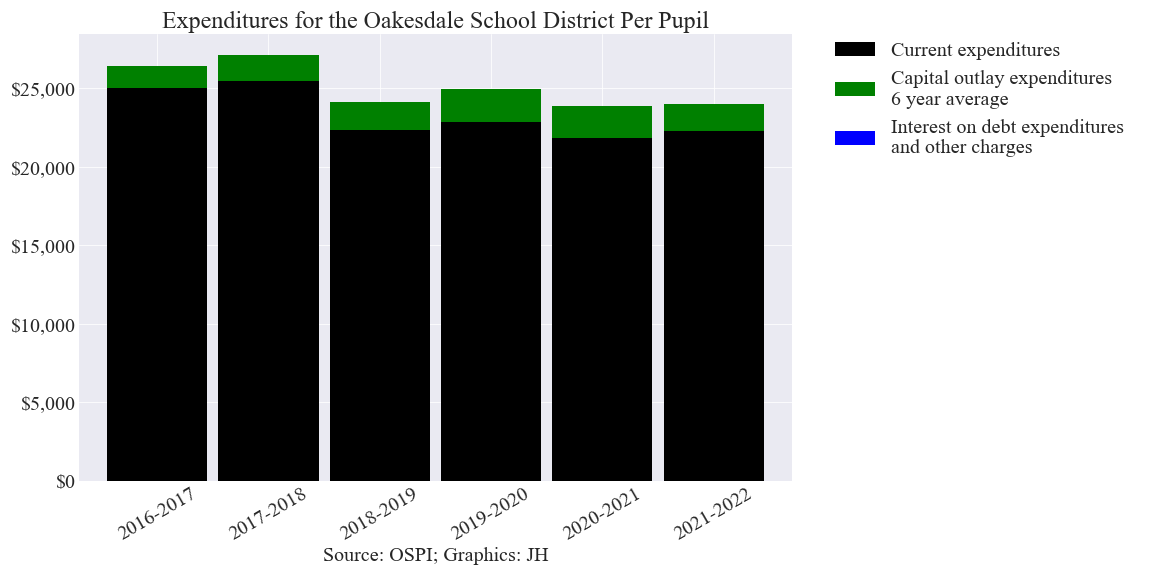 Expenditures for the Oakesdale School District Per Pupil
Current expenditures
Capital outlay expenditures
6 year average
Interest on debt expenditures
and other charges
$25,000
$20,000
$15,000
$10,000
$5,000
$0
2016-2017
2017-2018
2018-2019
2019-2020
2020-2021
2021-2022
Source: OSPI; Graphics: JH